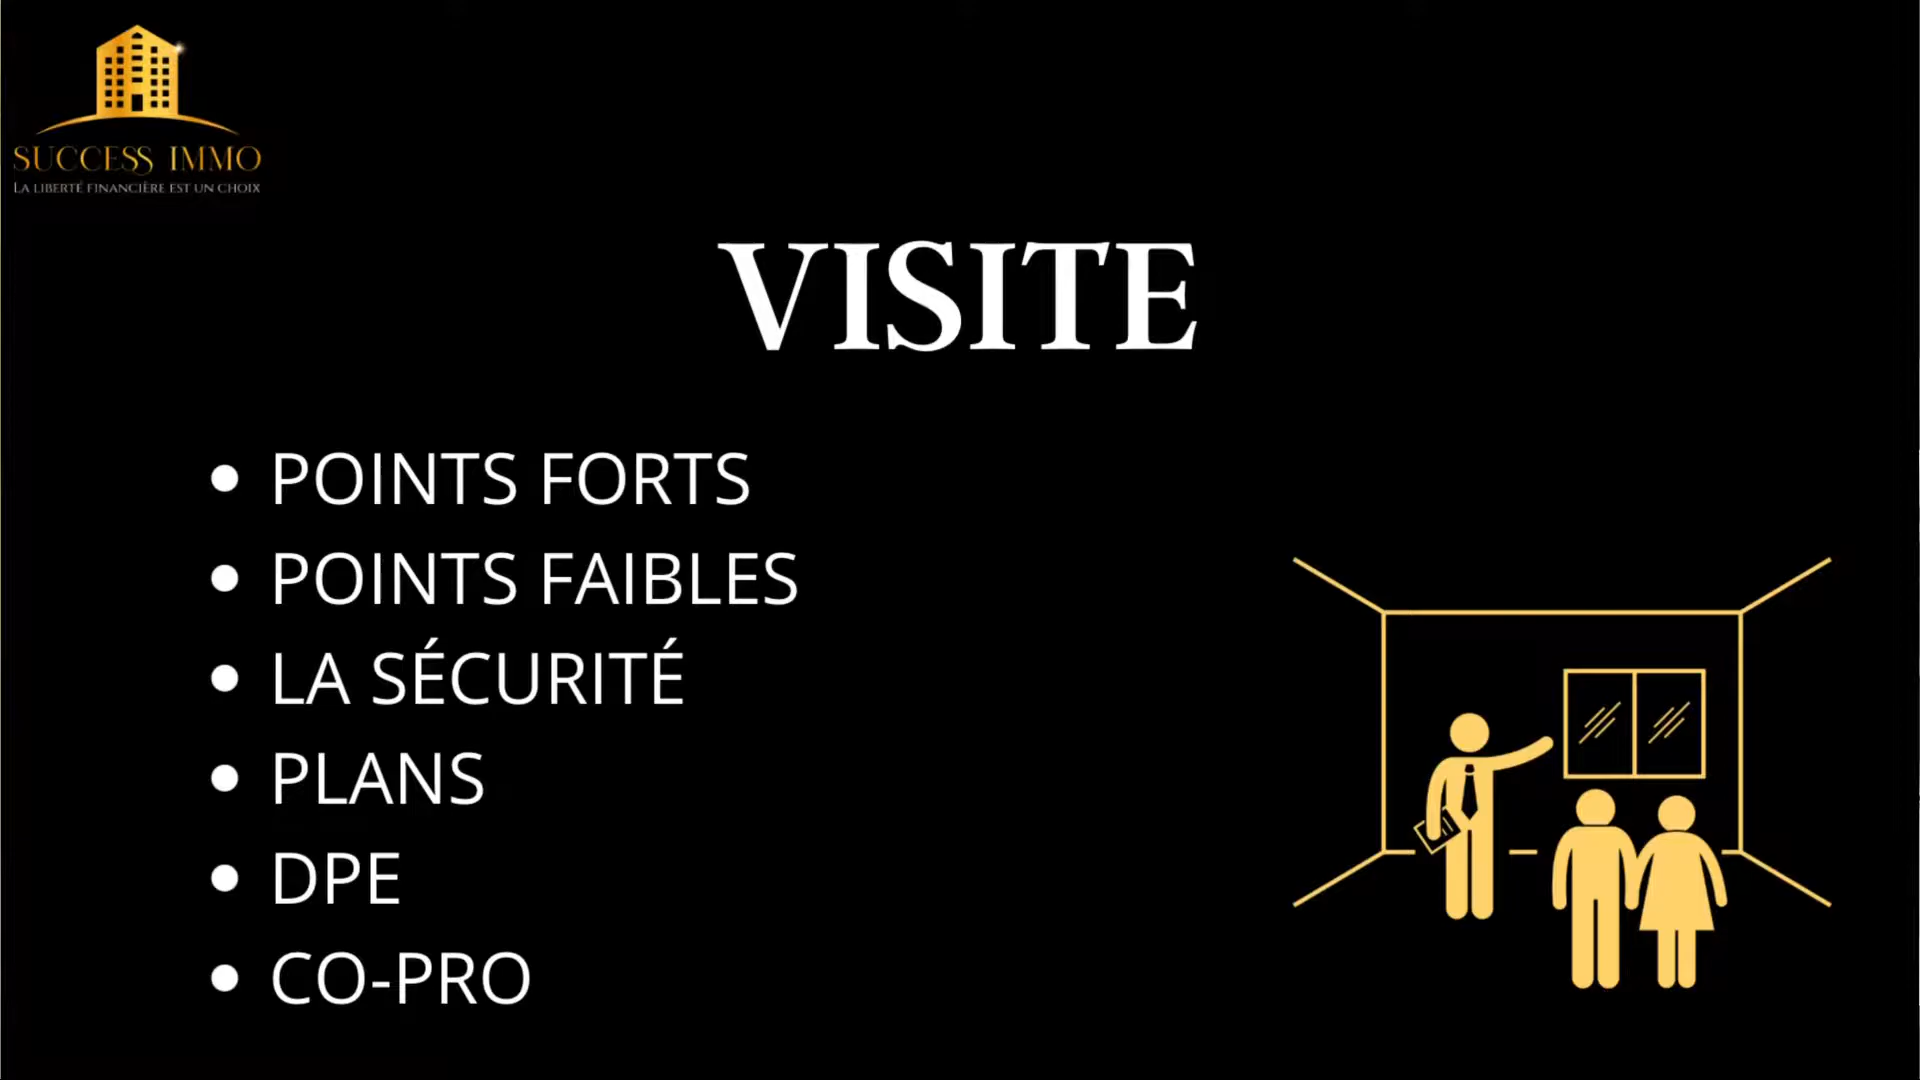 SUCCESS IMMO
LA LIBERTÉ FINANCIÈRE EST UN CHOIX
VISITE
POINTS FORTS
POINTS FAIBLES
LA SÉCURITÉ
PLANS
DPE
CO-PRO